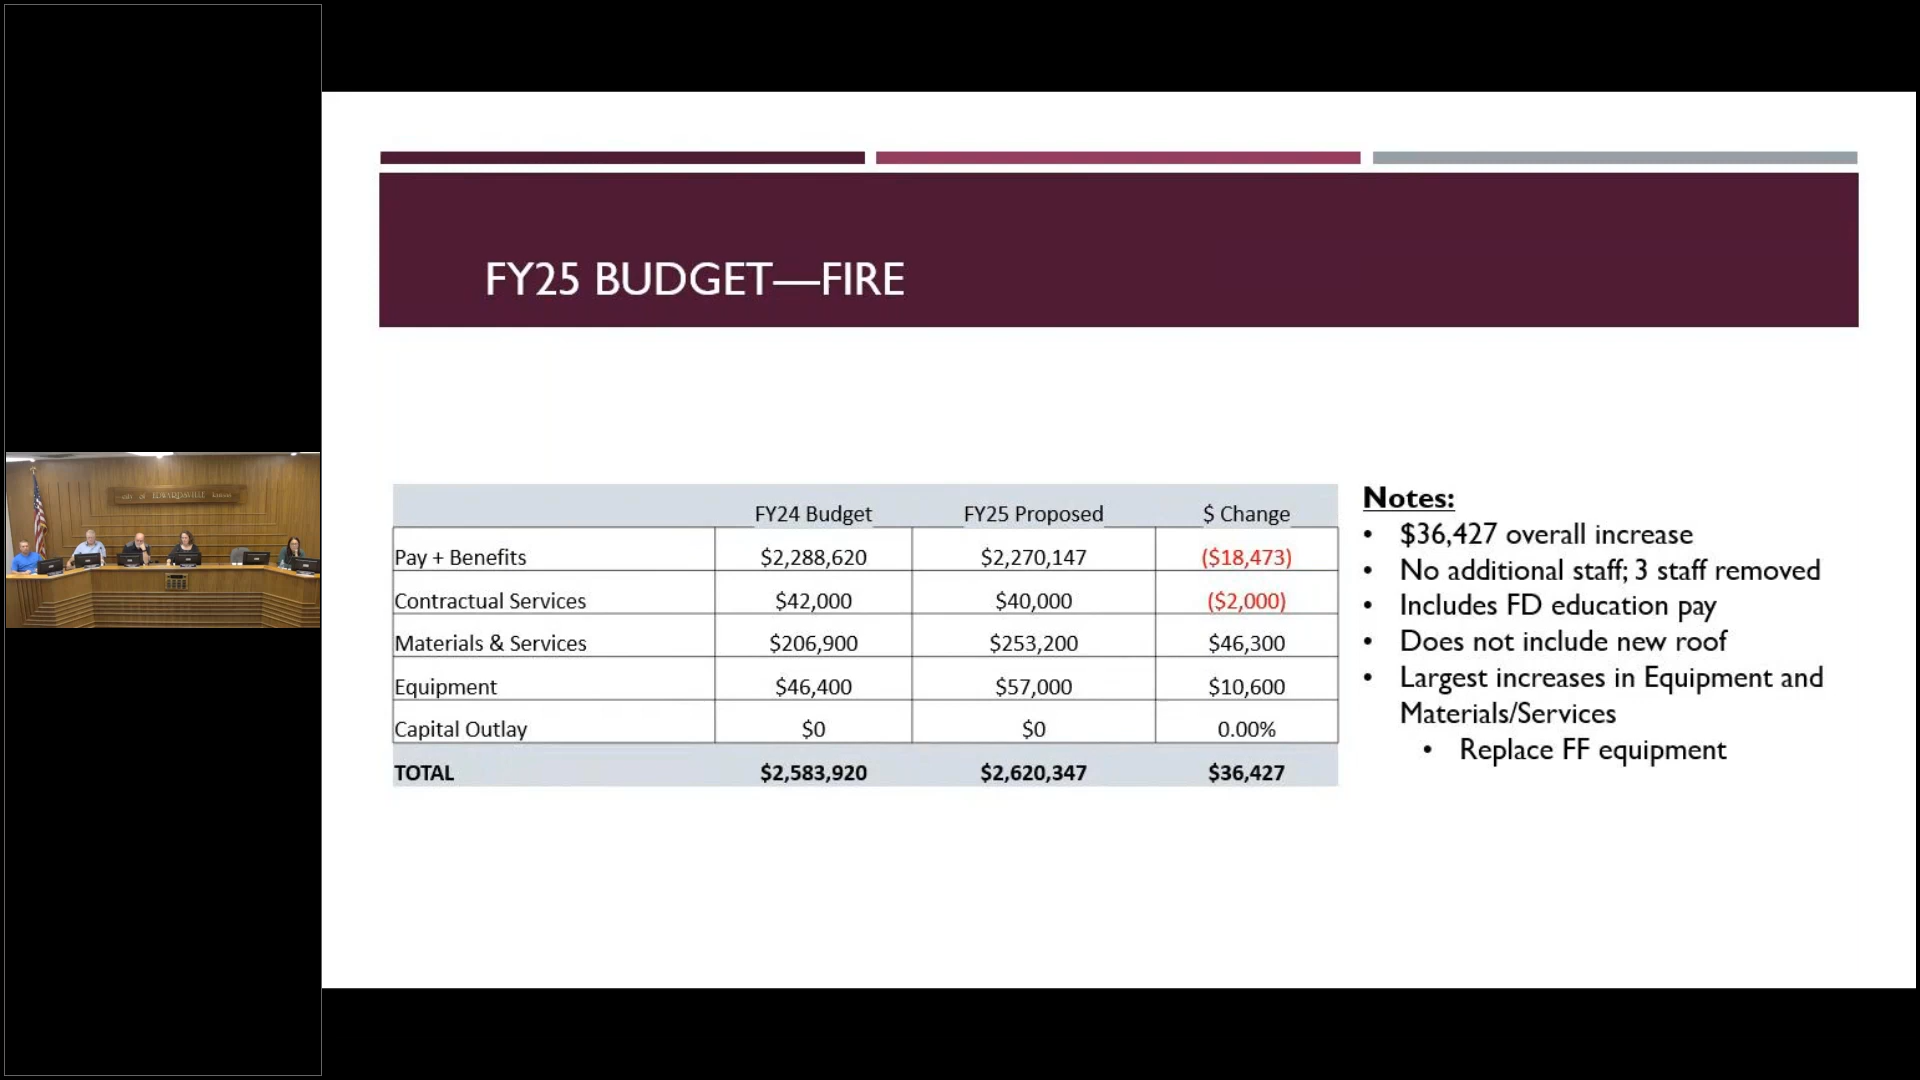 CITY OF EDWARDSVILLE Kansas
FY25 BUDGET—FIRE
FY24 Budget FY25 Proposed $ Change
Pay + Benefits $2,288,620 $2,270,147 ($18,473)
Contractual Services $42,000 $40,000 ($2,000)
Materials & Services $206,900 $253,200 $46,300
Equipment $46,400 $57,000 $10,600
Capital Outlay $0 $0 0.00%
TOTAL $2,583,920 $2,620,347 $36,427
Notes:
• $36,427 overall increase
• No additional staff; 3 staff removed
• Includes FD education pay
• Does not include new roof
• Largest increases in Equipment and
Materials/Services
• Replace FF equipment